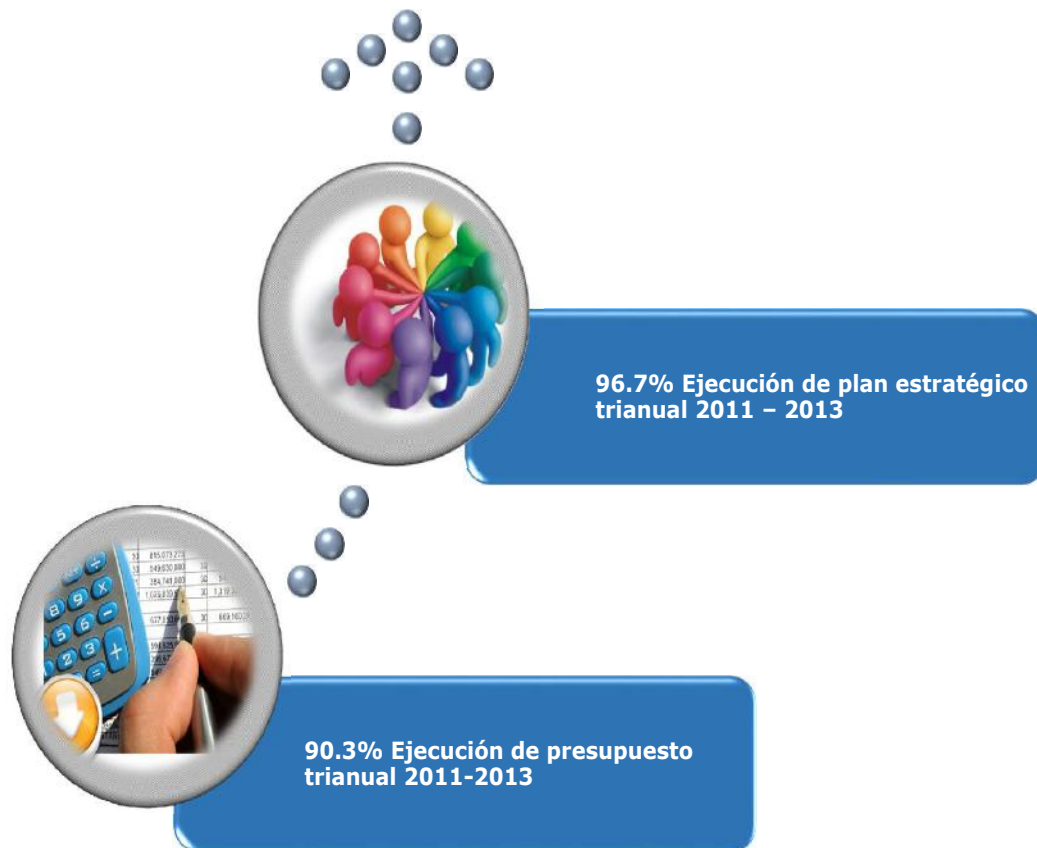 96.7% Ejecución de plan estratégico
trianual 2011 – 2013
90.3% Ejecución de presupuesto
trianual 2011-2013